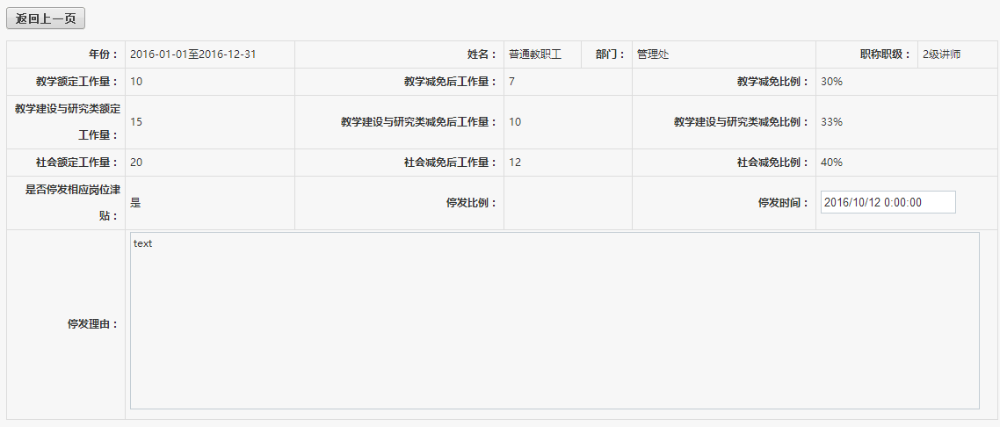 返回上一页
年份： 2016-01-01至2016-12-31 姓名： 普通教职工 部门： 管理处 职称职级： 2级讲师
教学额定工作量： 10 教学减免后工作量： 7 教学减免比例： 30%
教学建设与研究类额定
工作量： 15 教学建设与研究类减免后工作量： 10 教学建设与研究类减免比例： 33%
社会额定工作量： 20 社会减免后工作量： 12 社会减免比例： 40%
是否停发相应岗位津
贴： 是 停发比例： 停发时间： 2016/10/12 0:00:00
停发理由： text